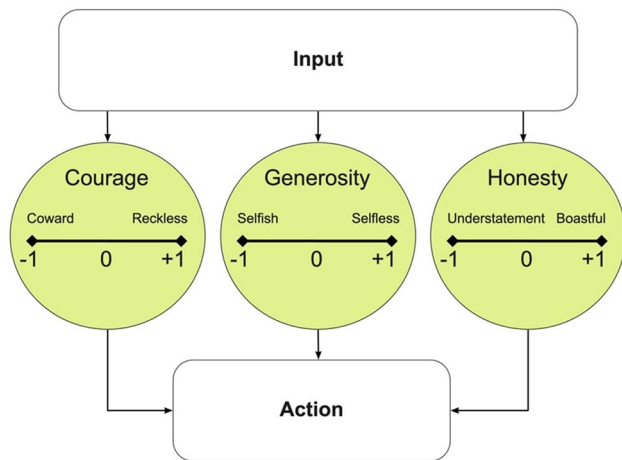 Input
Courage
Generosity
Honesty
Coward Reckless
Selfish Selfless
Understatement Boastful
-1 0 +1
-1 0 +1
-1 0 +1
Action